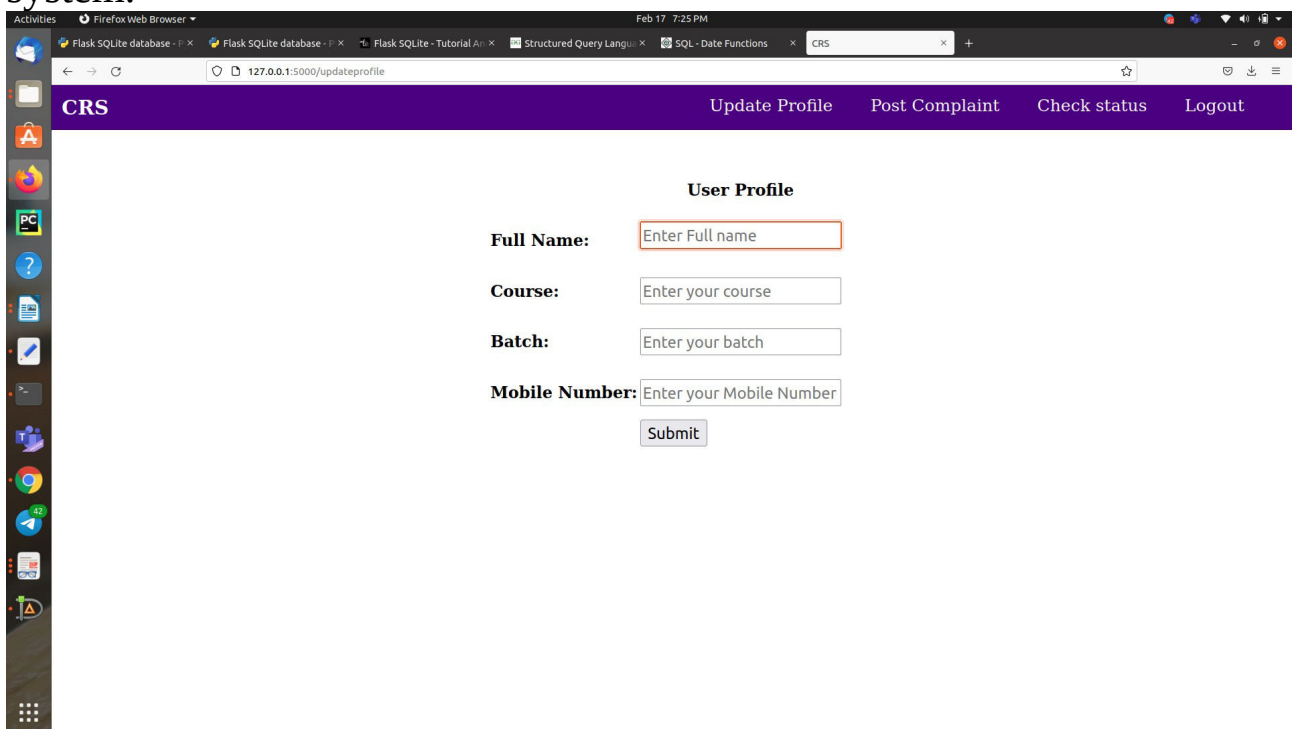 system.
Activities Firefox Web Browser Feb 17 7:25 PM
Flask SQLite database - P Flask SQLite database - P Flask SQLite - Tutorial An Structured Query Langua SQL - Date Functions CRS
127.0.0.1:5000/updateprofile
CRS Update Profile Post Complaint Check status Logout
User Profile
Full Name: Enter Full name
Course: Enter your course
Batch: Enter your batch
Mobile Number: Enter your Mobile Number
Submit
PC
42